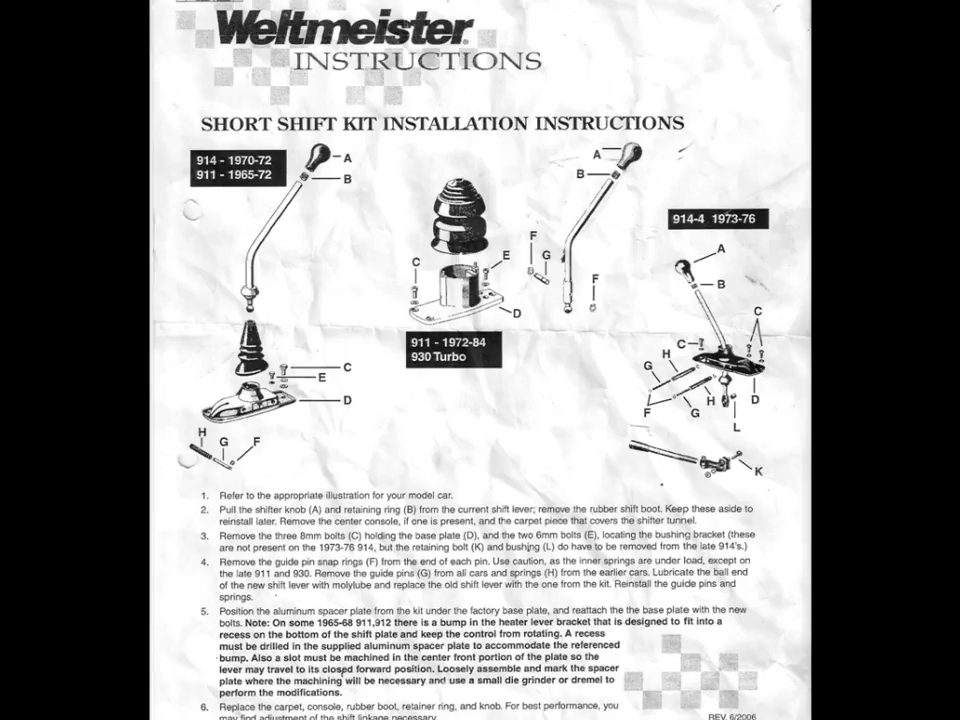 Weltmeister
INSTRUCTIONS
SHORT SHIFT KIT INSTALLATION INSTRUCTIONS
914 - 1970-72
911 - 1965-72
A
B
C
E
D
H
G
F
C
E
D
911 - 1972-84
930 Turbo
A
B
F
G
F
914-4 1973-76
A
B
C
C
H
G
F
G
H
D
L
K
1. Refer to the appropriate illustration for your model car.
2. Pull the shifter knob (A) and retaining ring (B) from the current shift lever; remove the rubber shift boot. Keep these aside to
reinstall later. Remove the center console, if one is present, and the carpet piece that covers the shifter tunnel.
3. Remove the three 8mm bolts (C) holding the base plate (D), and the two 6mm bolts (E), locating the bushing bracket (these
are not present on the 1973-76 914, but the retaining bolt (K) and bushing (L) do have to be removed from the late 914's.)
4. Remove the guide pin snap rings (F) from the end of each pin. Use caution, as the inner springs are under load, except on
the late 911 and 930. Remove the guide pins (G) from all cars and springs (H) from the earlier cars. Lubricate the ball end
of the new shift lever with molylube and replace the old shift lever with the one from the kit. Reinstall the guide pins and
springs.
5. Position the aluminum spacer plate from the kit under the factory base plate, and reattach the the base plate with the new
bolts. Note: On some 1965-68 911,912 there is a bump in the heater lever bracket that is designed to fit into a
recess on the bottom of the shift plate and keep the control from rotating. A recess
must be drilled in the supplied aluminum spacer plate to accommodate the referenced
bump. Also a slot must be machined in the center front portion of the plate so the
lever may travel to its closed forward position. Loosely assemble and mark the spacer
plate where the machining will be necessary and use a small die grinder or dremel to
perform the modifications.
6. Replace the carpet, console, rubber boot, retainer ring, and knob. For best performance, you
may find adjustment of the shift linkage necessary.
REV. 6/2006